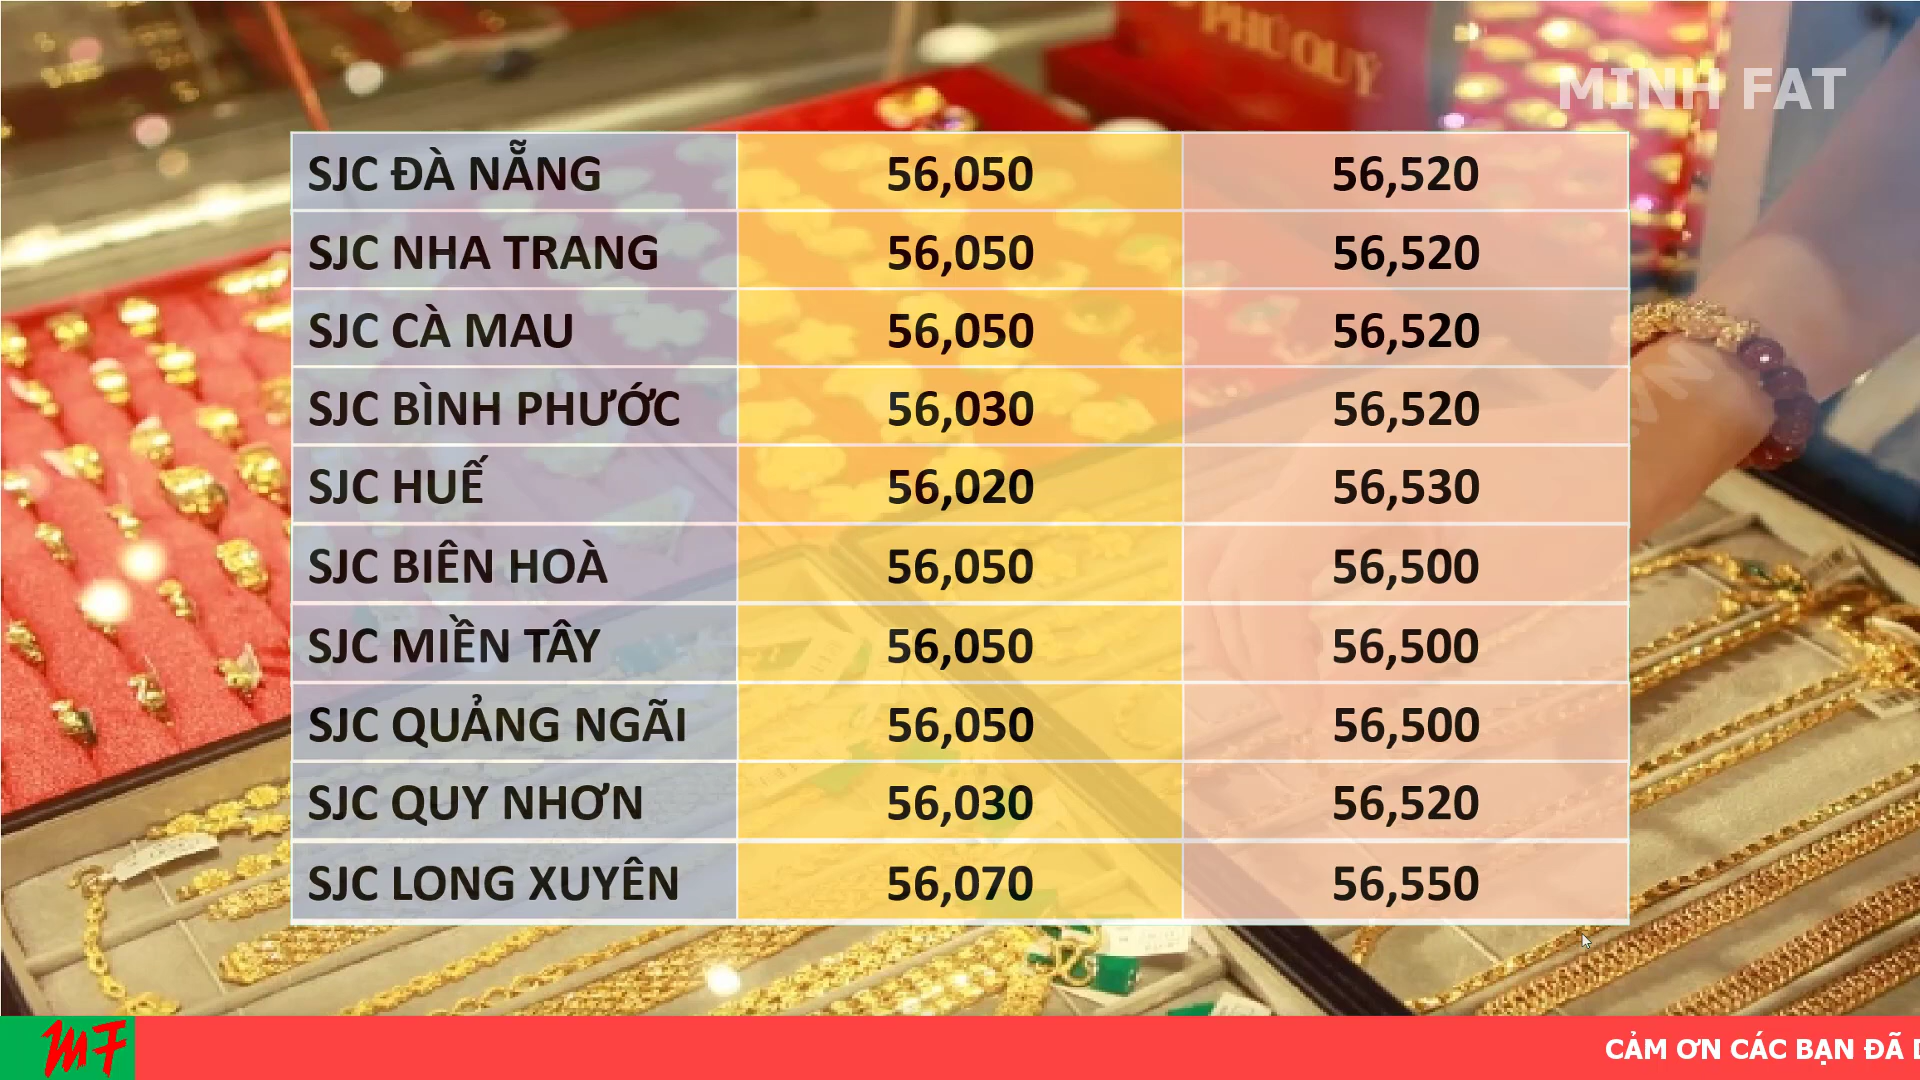 PHÚ QUÝ
MINH FAT
SJC ĐÀ NẴNG 56,050 56,520
SJC NHA TRANG 56,050 56,520
SJC CÀ MAU 56,050 56,520
SJC BÌNH PHƯỚC 56,030 56,520
SJC HUẾ 56,020 56,530
SJC BIÊN HOÀ 56,050 56,500
SJC MIỀN TÂY 56,050 56,500
SJC QUẢNG NGÃI 56,050 56,500
SJC QUY NHƠN 56,030 56,520
SJC LONG XUYÊN 56,070 56,550
MF
CẢM ƠN CÁC BẠN ĐÃ